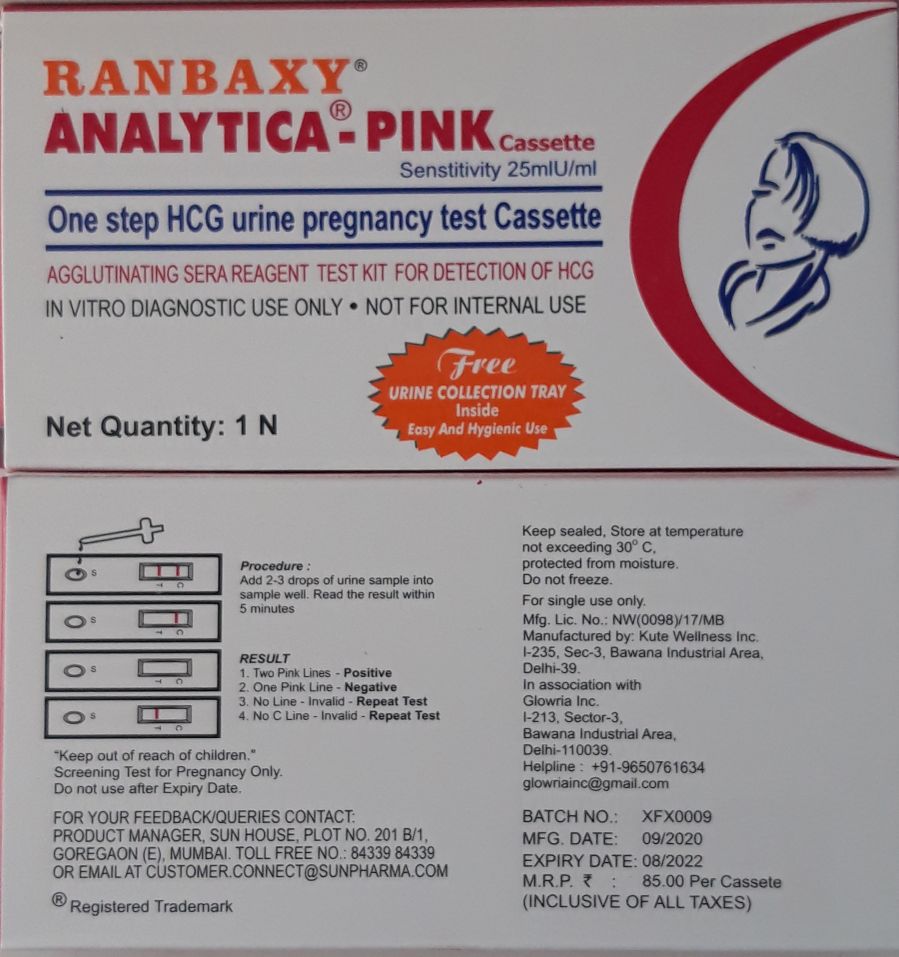 RANBAXY®
ANALYTICA® - PINK Cassette
Senstitivity 25mIU/ml
One step HCG urine pregnancy test Cassette
AGGLUTINATING SERA REAGENT TEST KIT FOR DETECTION OF HCG
IN VITRO DIAGNOSTIC USE ONLY • NOT FOR INTERNAL USE
Free
URINE COLLECTION TRAY
Inside
Easy And Hygienic Use
Net Quantity: 1 N
S
T C
S
T C
S
T C
S
T C
Procedure :
Add 2-3 drops of urine sample into
sample well. Read the result within
5 minutes
RESULT
1. Two Pink Lines - Positive
2. One Pink Line - Negative
3. No Line - Invalid - Repeat Test
4. No C Line - Invalid - Repeat Test
"Keep out of reach of children."
Screening Test for Pregnancy Only.
Do not use after Expiry Date.
FOR YOUR FEEDBACK/QUERIES CONTACT:
PRODUCT MANAGER, SUN HOUSE, PLOT NO. 201 B/1,
GOREGAON (E), MUMBAI. TOLL FREE NO.: 84339 84339
OR EMAIL AT CUSTOMER.CONNECT@SUNPHARMA.COM
® Registered Trademark
Keep sealed, Store at temperature
not exceeding 30° C,
protected from moisture.
Do not freeze.
For single use only.
Mfg. Lic. No.: NW(0098)/17/MB
Manufactured by: Kute Wellness Inc.
I-235, Sec-3, Bawana Industrial Area,
Delhi-39.
In association with
Glowria Inc.
I-213, Sector-3,
Bawana Industrial Area,
Delhi-110039.
Helpline : +91-9650761634
glowriainc@gmail.com
BATCH NO.: XFX0009
MFG. DATE: 09/2020
EXPIRY DATE: 08/2022
M.R.P. ₹ : 85.00 Per Cassete
(INCLUSIVE OF ALL TAXES)